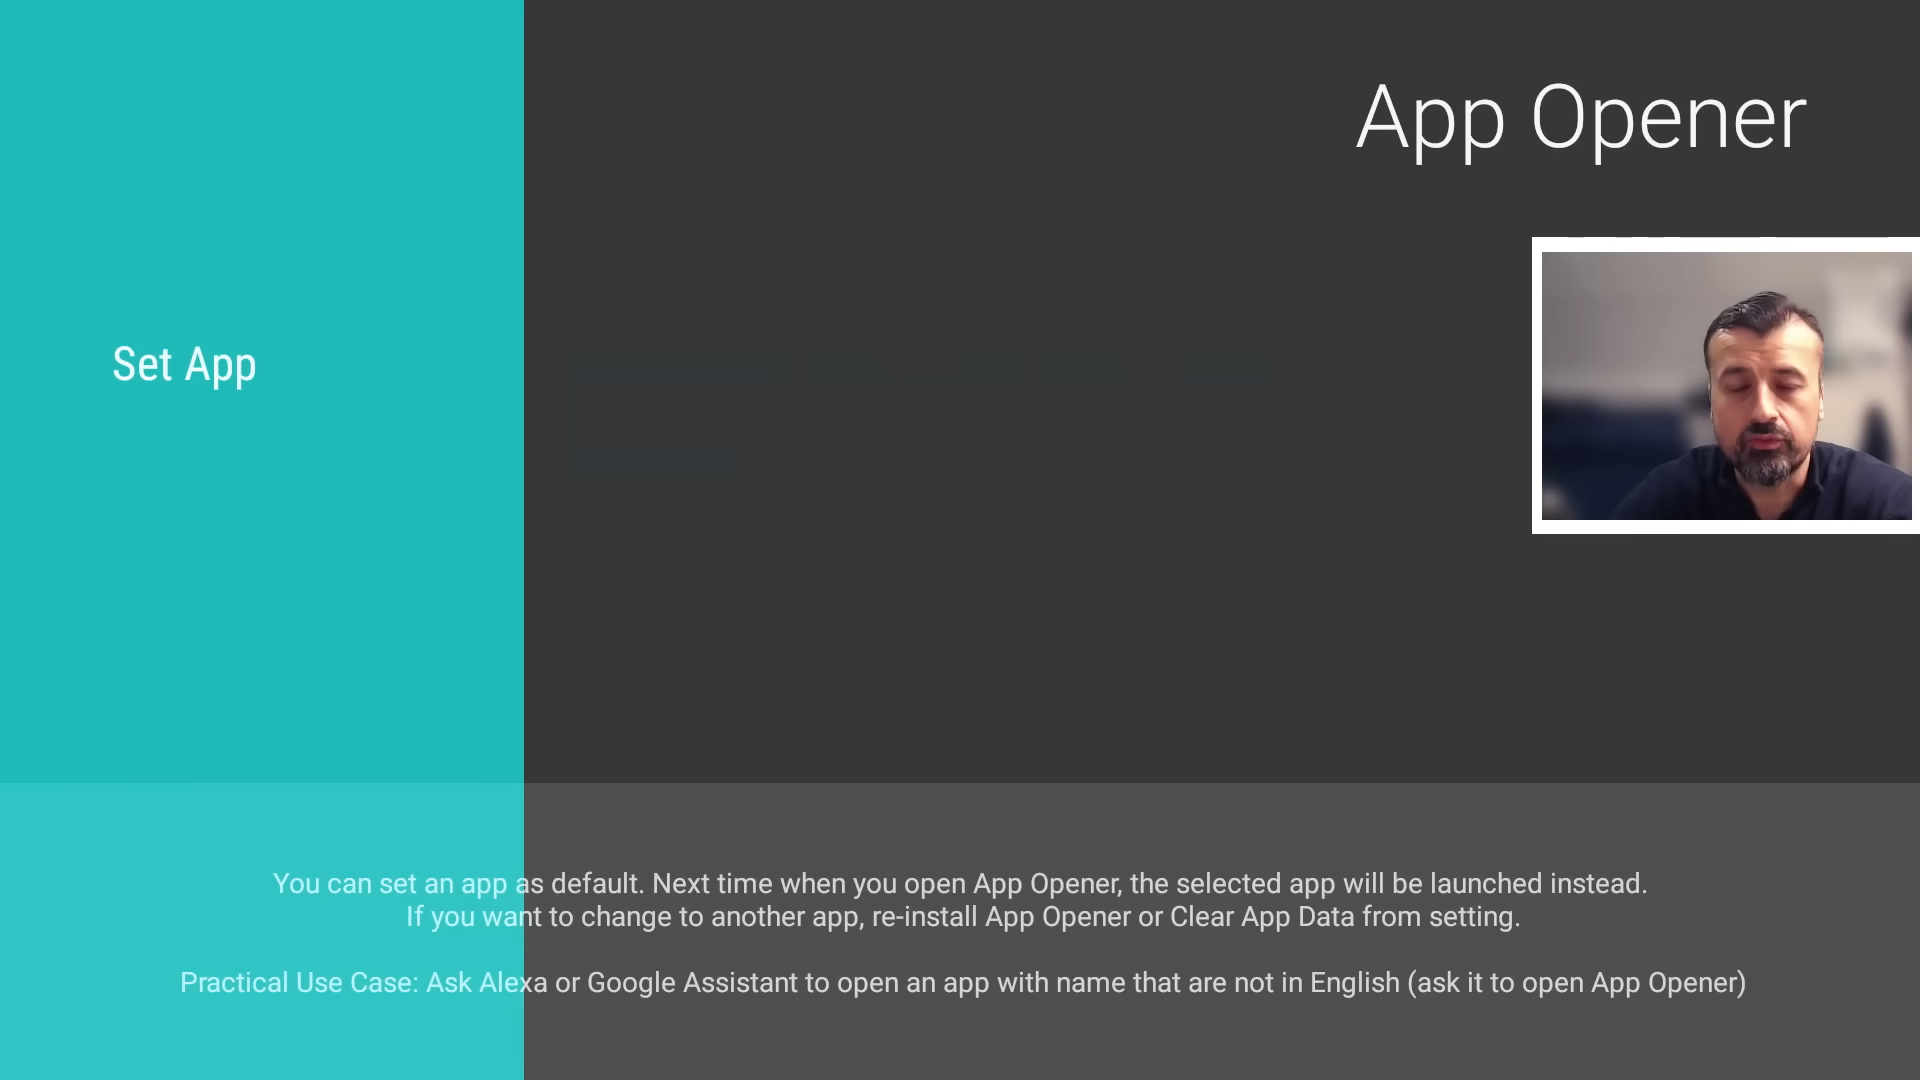 App Opener
Set App
You can set an app as default. Next time when you open App Opener, the selected app will be launched instead.
If you want to change to another app, re-install App Opener or Clear App Data from setting.
Practical Use Case: Ask Alexa or Google Assistant to open an app with name that are not in English (ask it to open App Opener)